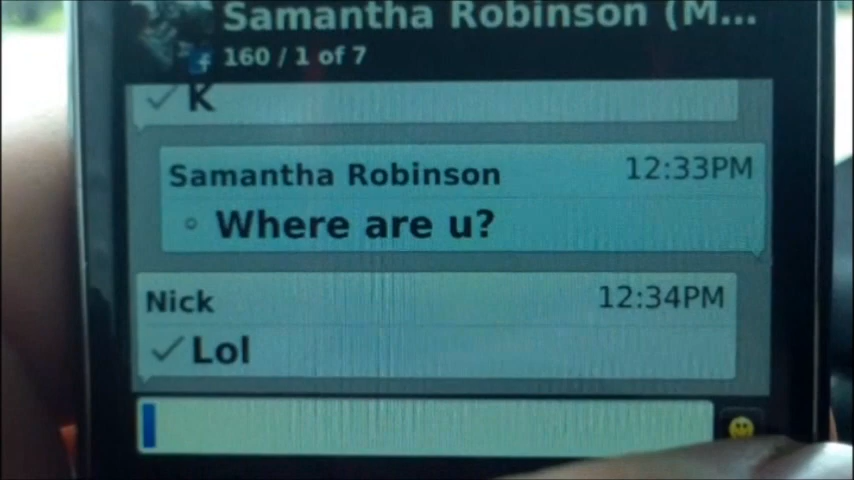 Samantha Robinson (M...
160 / 1 of 7
K
Samantha Robinson 12:33PM
Where are u?
Nick 12:34PM
Lol